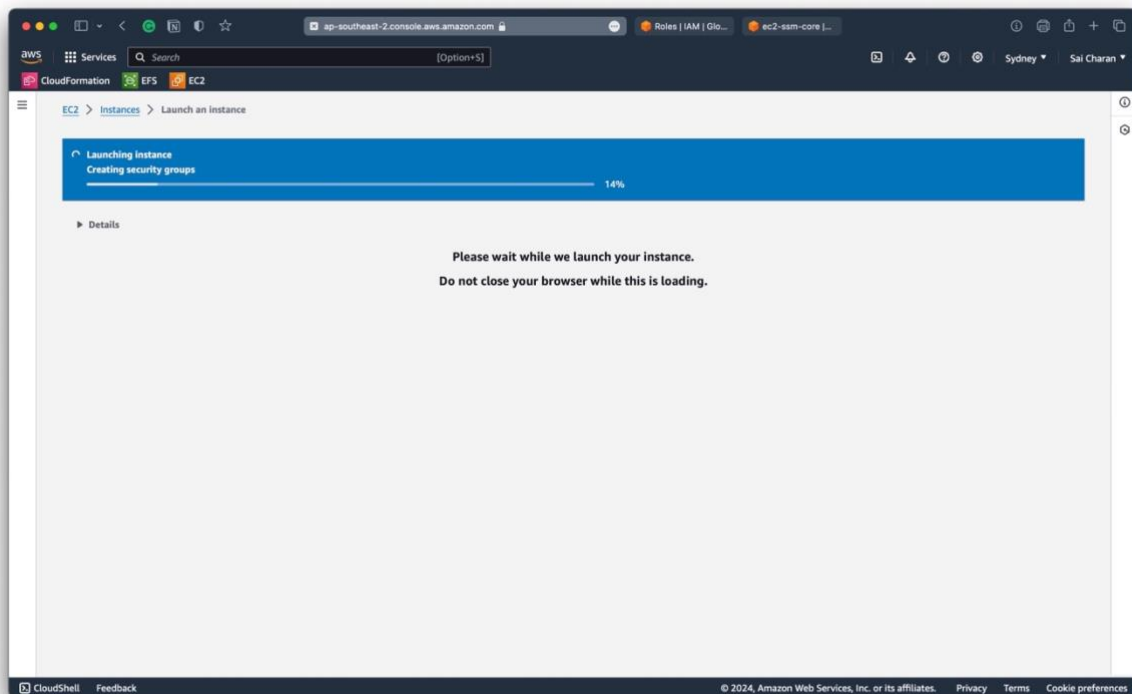 ap-southeast-2.console.aws.amazon.com
Roles | IAM | Glo...
ec2-ssm-core |...
aws
Services
Search
[Option+S]
Sydney
Sai Charan
CloudFormation
EFS
EC2
EC2 > Instances > Launch an instance
Launching instance
Creating security groups
14%
Details
Please wait while we launch your instance.
Do not close your browser while this is loading.
CloudShell
Feedback
© 2024, Amazon Web Services, Inc. or its affiliates.
Privacy
Terms
Cookie preferences